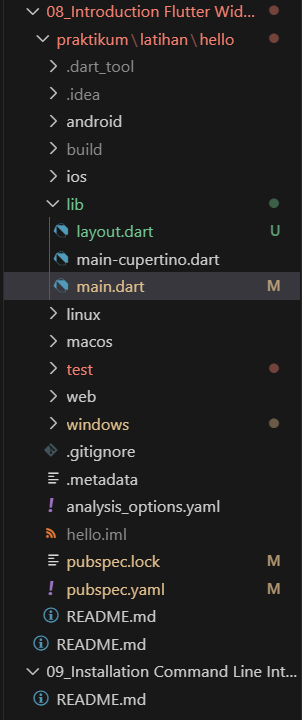 08_Introduction Flutter Wid...
praktikum\latihan\hello
.dart_tool
.idea
android
build
ios
lib
layout.dart U
main-cupertino.dart
main.dart M
linux
macos
test
web
windows
.gitignore
.metadata
! analysis_options.yaml
hello.iml
pubspec.lock M
! pubspec.yaml M
README.md
README.md
09_Installation Command Line Int...
README.md